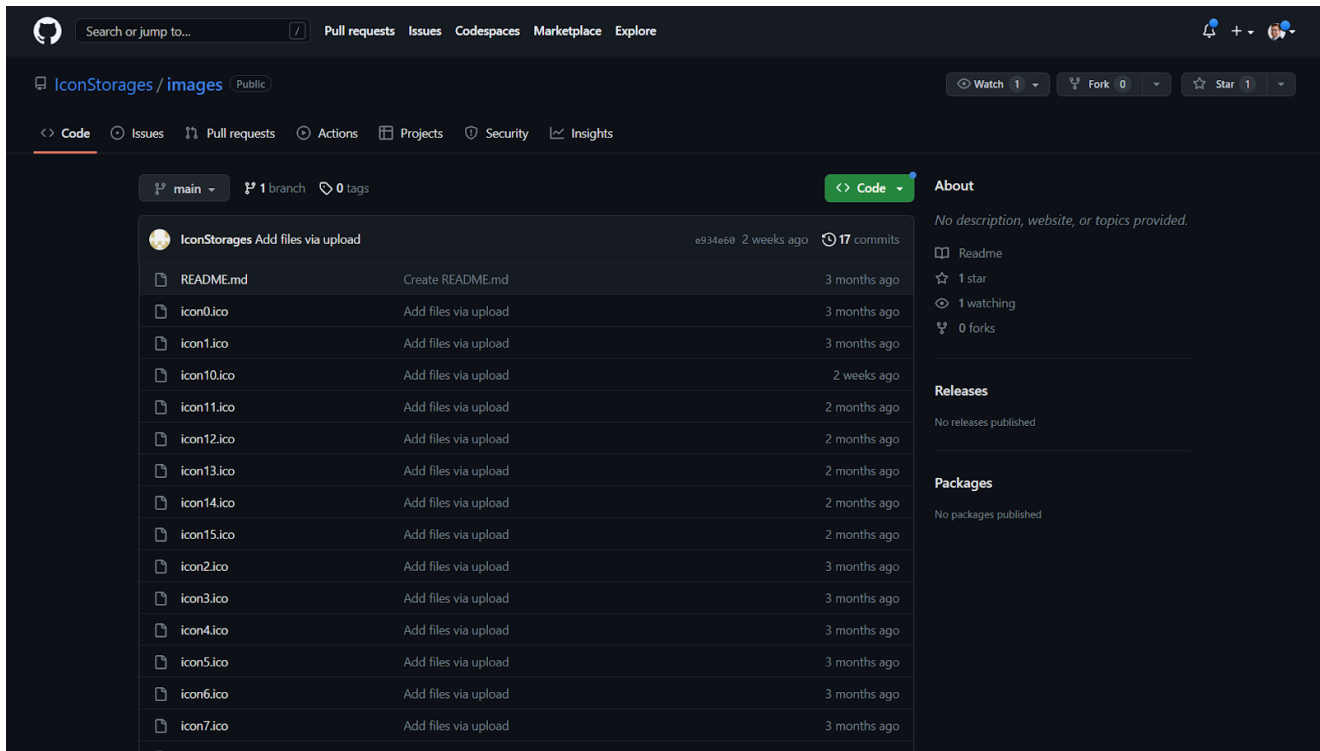 Search or jump to... / Pull requests Issues Codespaces Marketplace Explore
IconStorages / images Public Watch 1 Fork 0 Star 1
Code Issues Pull requests Actions Projects Security Insights
main 1 branch 0 tags Code
IconStorages Add files via upload e934e60 2 weeks ago 17 commits
README.md Create README.md 3 months ago
icon0.ico Add files via upload 3 months ago
icon1.ico Add files via upload 3 months ago
icon10.ico Add files via upload 2 weeks ago
icon11.ico Add files via upload 2 months ago
icon12.ico Add files via upload 2 months ago
icon13.ico Add files via upload 2 months ago
icon14.ico Add files via upload 2 months ago
icon15.ico Add files via upload 2 months ago
icon2.ico Add files via upload 3 months ago
icon3.ico Add files via upload 3 months ago
icon4.ico Add files via upload 3 months ago
icon5.ico Add files via upload 3 months ago
icon6.ico Add files via upload 3 months ago
icon7.ico Add files via upload 3 months ago
About
No description, website, or topics provided.
Readme
1 star
1 watching
0 forks
Releases
No releases published
Packages
No packages published